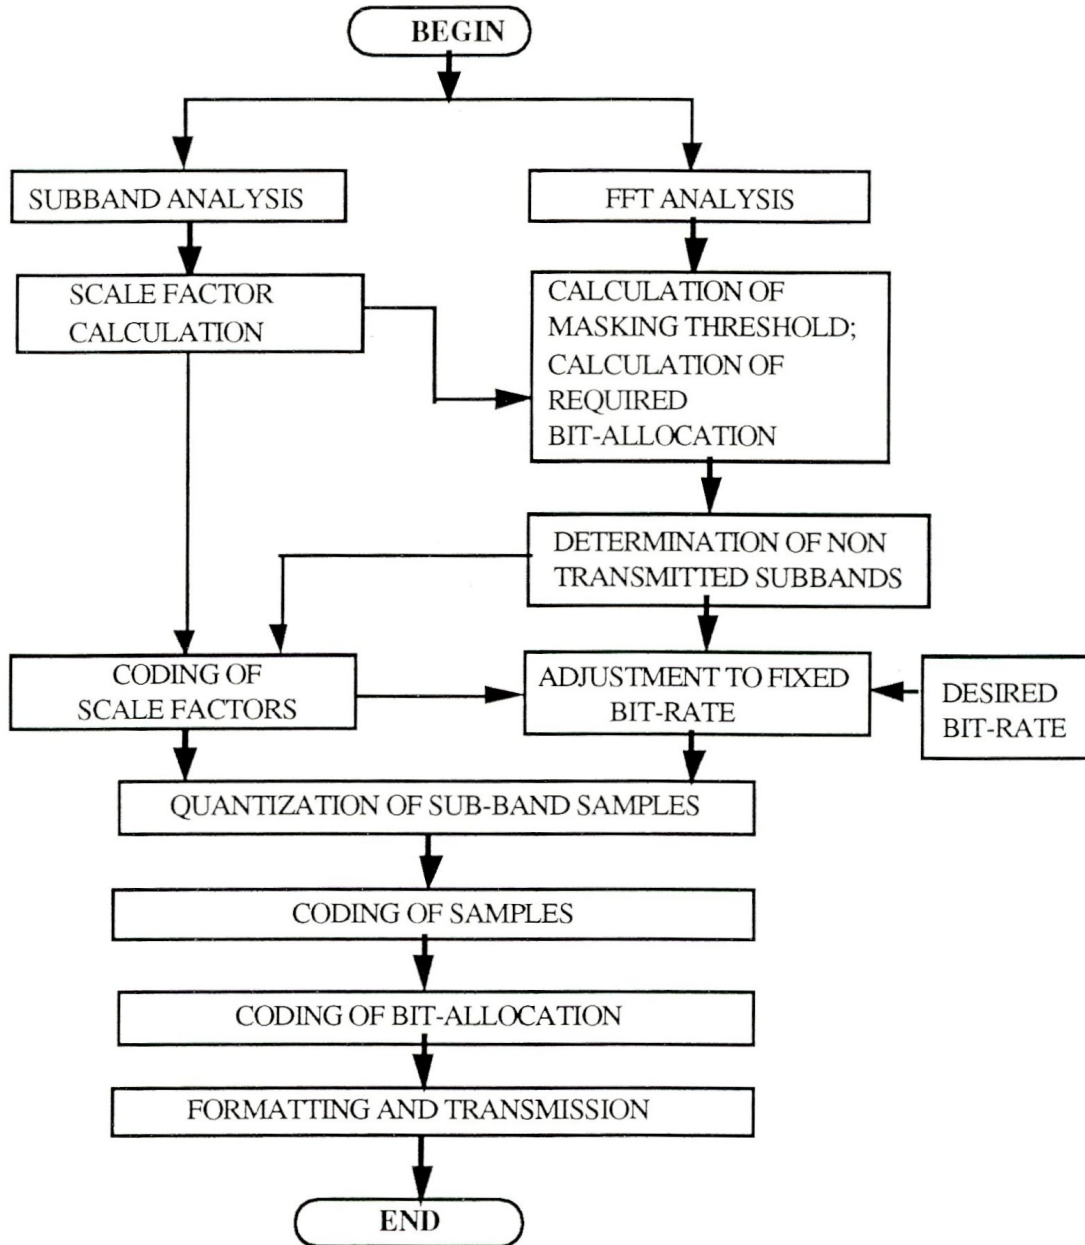 BEGIN
SUBBAND ANALYSIS
FFT ANALYSIS
SCALE FACTOR
CALCULATION
CALCULATION OF
MASKING THRESHOLD;
CALCULATION OF
REQUIRED
BIT-ALLOCATION
DETERMINATION OF NON
TRANSMITTED SUBBANDS
CODING OF
SCALE FACTORS
ADJUSTMENT TO FIXED
BIT-RATE
DESIRED
BIT-RATE
QUANTIZATION OF SUB-BAND SAMPLES
CODING OF SAMPLES
CODING OF BIT-ALLOCATION
FORMATTING AND TRANSMISSION
END